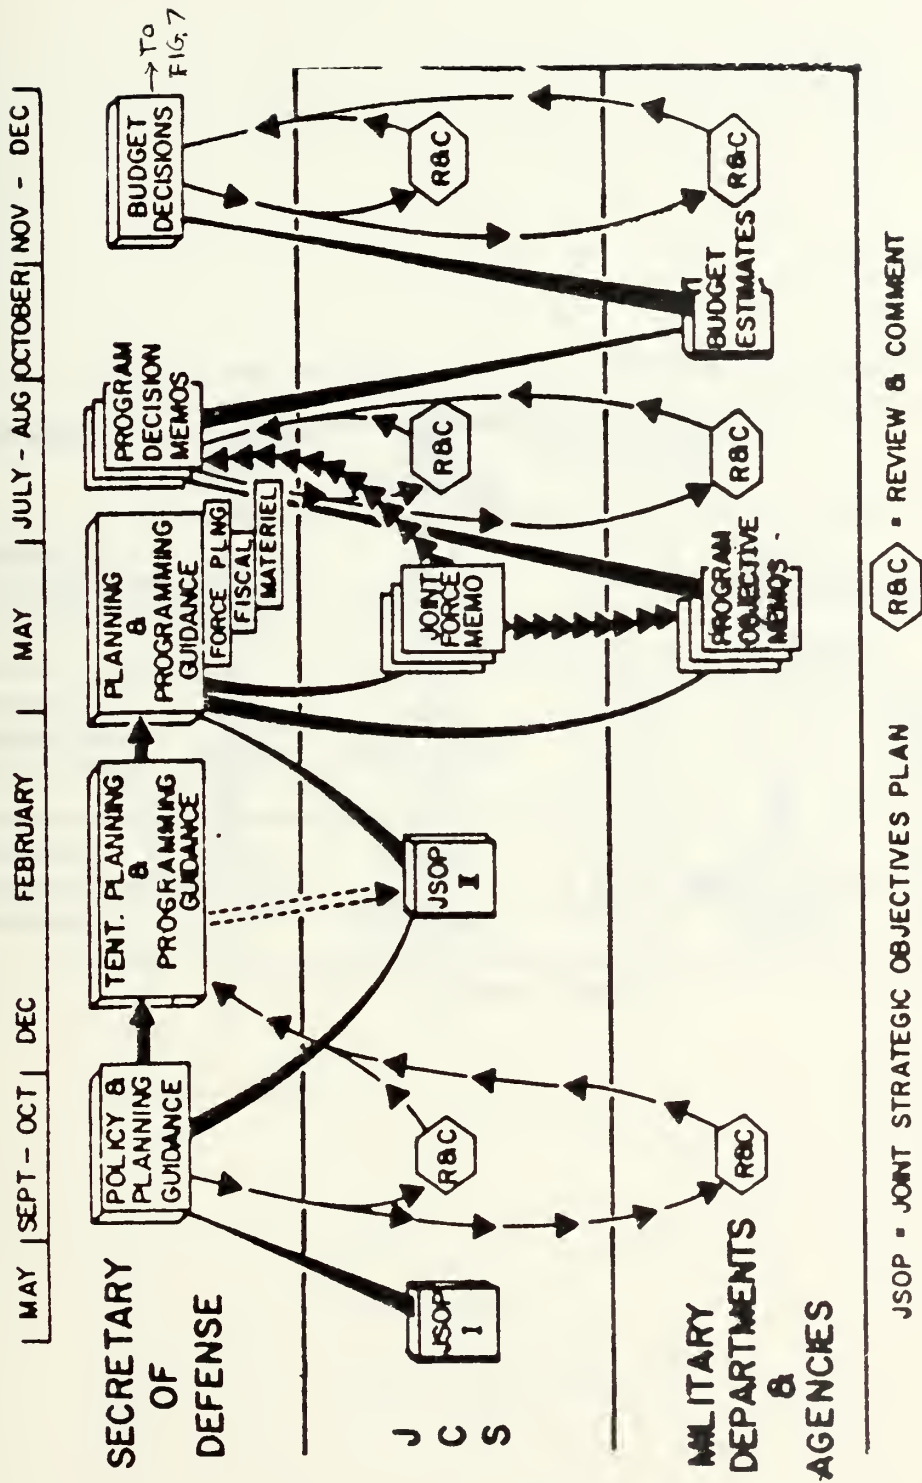 MAY | SEPT - OCT | DEC FEBRUARY | MAY | JULY - AUG | OCTOBER | NOV - DEC
SECRETARY
OF
DEFENSE
POLICY &
PLANNING
GUIDANCE
TENT. PLANNING
&
PROGRAMMING
GUIDANCE
PLANNING
&
PROGRAMMING
GUIDANCE
FORCE PLNG
FISCAL
MATERIEL
PROGRAM
DECISION
MEMOS
BUDGET
DECISIONS
→ TO
FIG. 7
J
C
S
JSOP
I
R&C
JSOP
II
JOINT
FORCE
MEMO
R&C
R&C
MILITARY
DEPARTMENTS
&
AGENCIES
R&C
PROGRAM
OBJECTIVE
MEMOS
R&C
BUDGET
ESTIMATES
R&C
JSOP = JOINT STRATEGIC OBJECTIVES PLAN
R&C = REVIEW & COMMENT